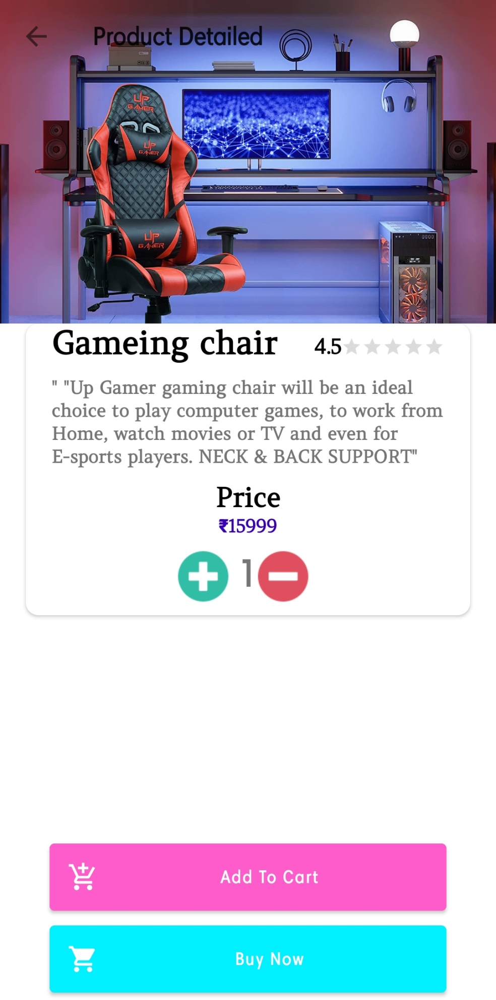 Product Detailed
UP
GAMER
UP
GAMER
UP
GAMER
Gameing chair 4.5
" "Up Gamer gaming chair will be an ideal
choice to play computer games, to work from
Home, watch movies or TV and even for
E-sports players. NECK & BACK SUPPORT"
Price
₹15999
1
Add To Cart
Buy Now